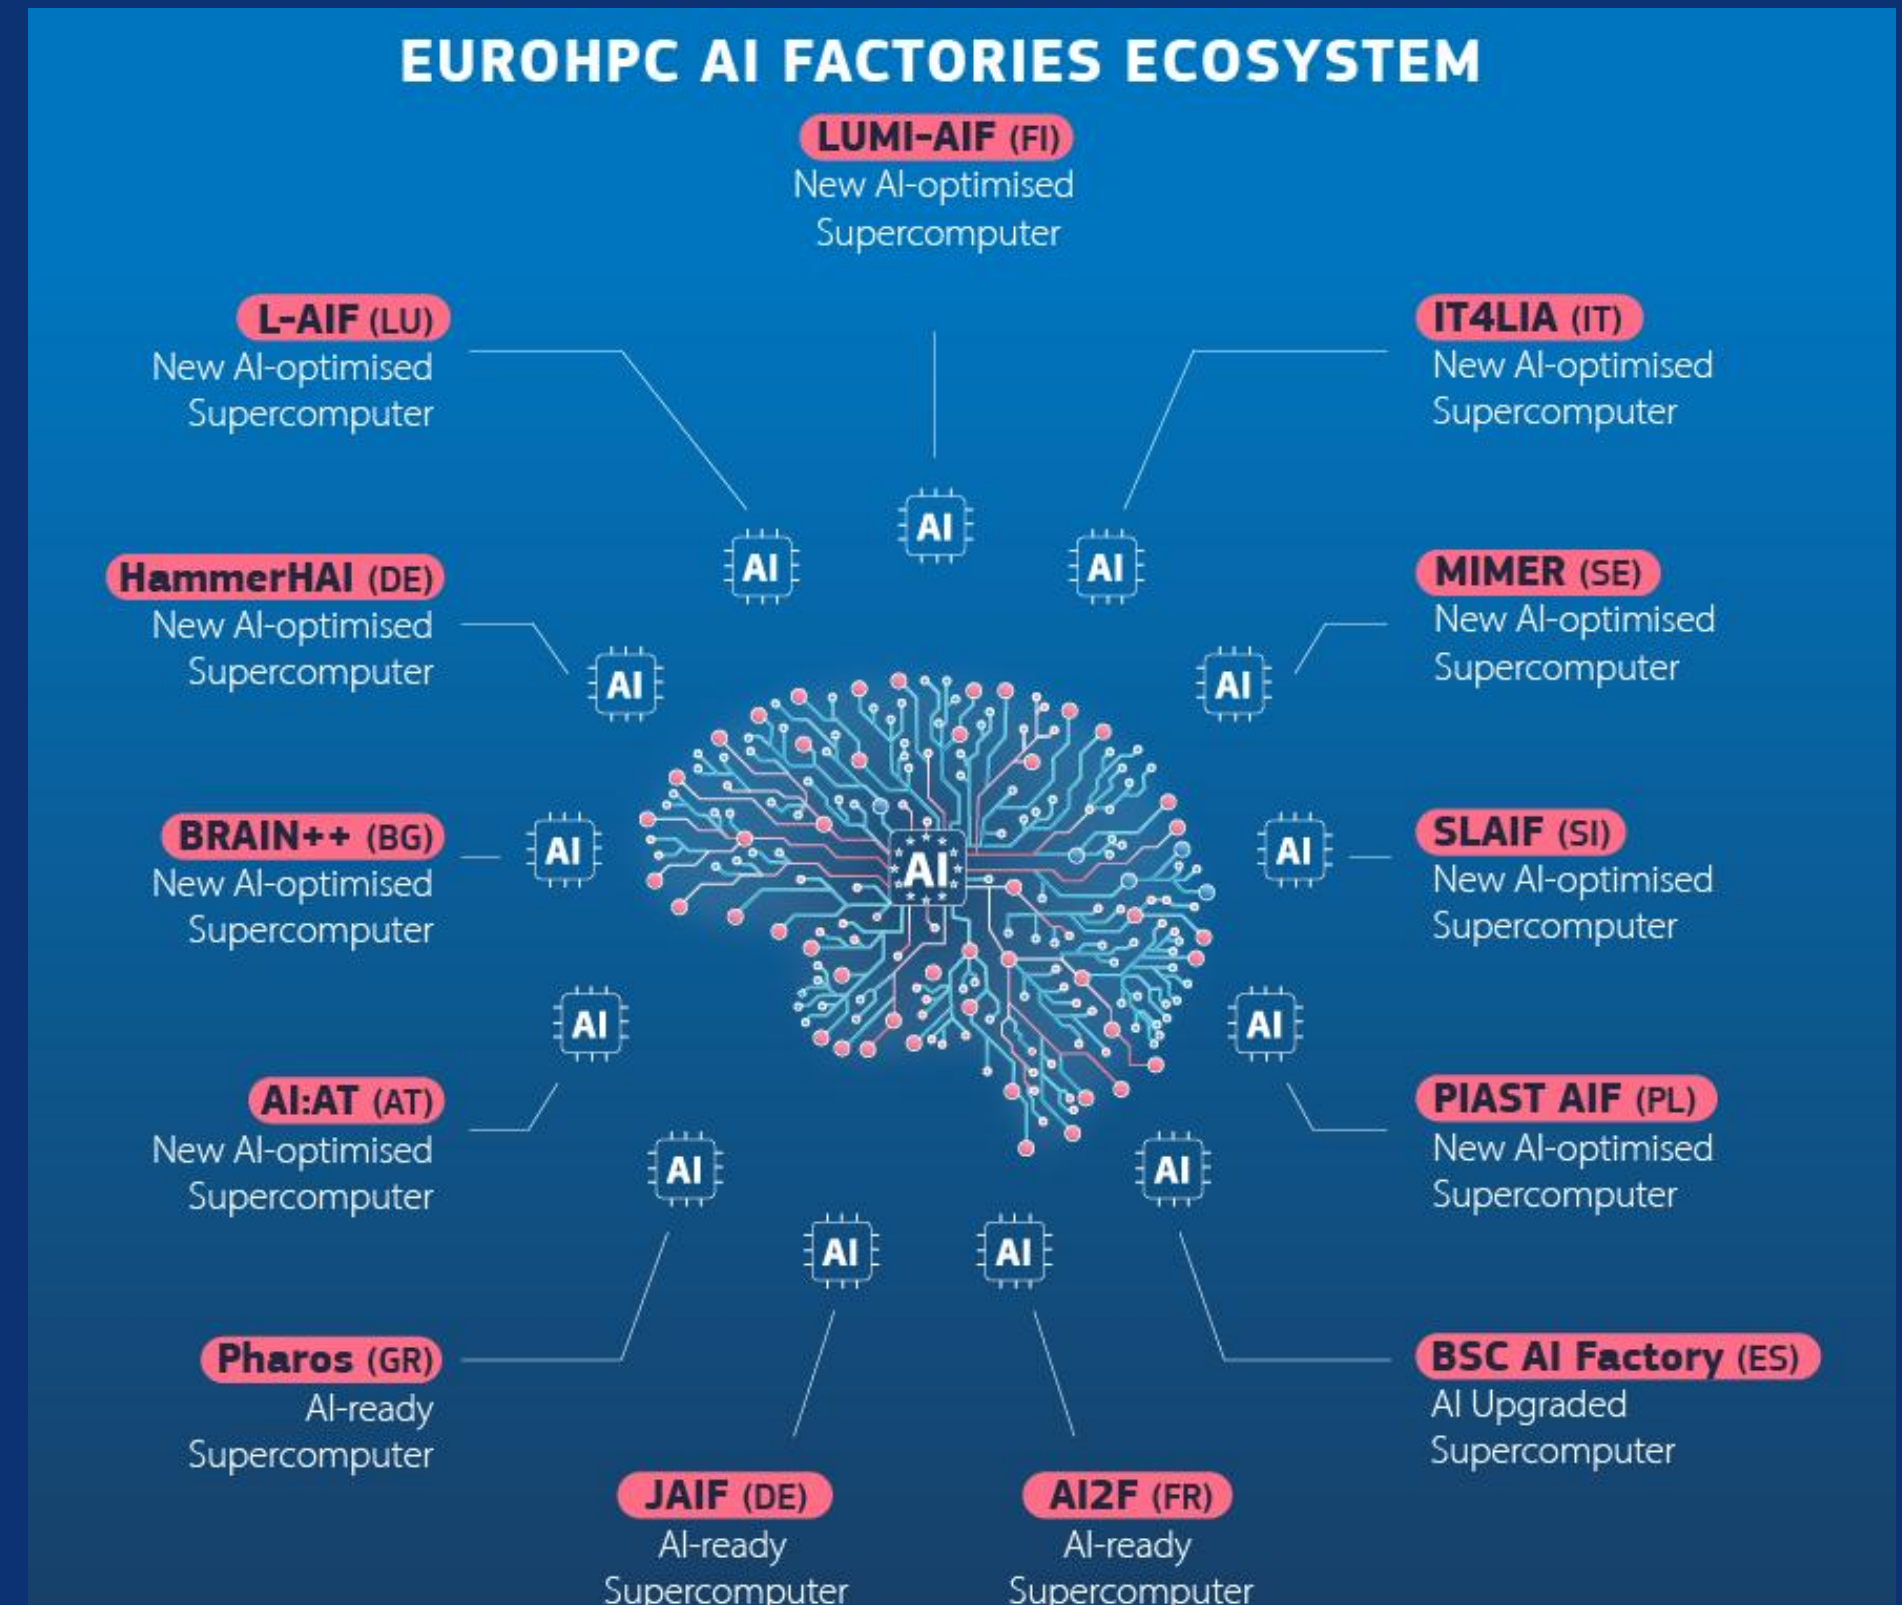 EUROHPC AI FACTORIES ECOSYSTEM
LUMI-AIF (FI)
New AI-optimised
Supercomputer
L-AIF (LU)
New AI-optimised
Supercomputer
IT4LIA (IT)
New AI-optimised
Supercomputer
AI
AI
AI
HammerHAI (DE)
New AI-optimised
Supercomputer
MIMER (SE)
New AI-optimised
Supercomputer
AI
AI
BRAIN++ (BG)
New AI-optimised
Supercomputer
AI
AI
AI
SLAIF (SI)
New AI-optimised
Supercomputer
AI
AI
AI:AT (AT)
New AI-optimised
Supercomputer
PIAST AIF (PL)
New AI-optimised
Supercomputer
AI
AI
AI
AI
Pharos (GR)
AI-ready
Supercomputer
BSC AI Factory (ES)
AI Upgraded
Supercomputer
JAIF (DE)
AI-ready
Supercomputer
AI2F (FR)
AI-ready
Supercomputer